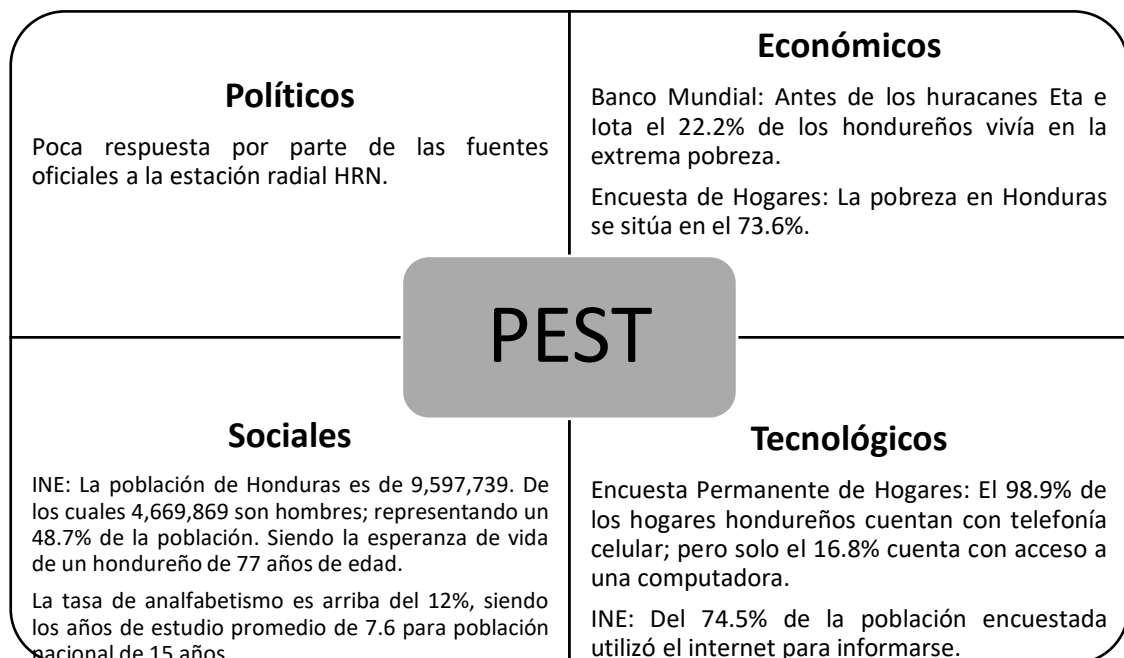 Políticos
Poca respuesta por parte de las fuentes
oficiales a la estación radial HRN.
Económicos
Banco Mundial: Antes de los huracanes Eta e
Iota el 22.2% de los hondureños vivía en la
extrema pobreza.
Encuesta de Hogares: La pobreza en Honduras
se sitúa en el 73.6%.
PEST
Sociales
INE: La población de Honduras es de 9,597,739. De
los cuales 4,669,869 son hombres; representando un
48.7% de la población. Siendo la esperanza de vida
de un hondureño de 77 años de edad.
La tasa de analfabetismo es arriba del 12%, siendo
los años de estudio promedio de 7.6 para población
nacional de 15 años
Tecnológicos
Encuesta Permanente de Hogares: El 98.9% de
los hogares hondureños cuentan con telefonía
celular; pero solo el 16.8% cuenta con acceso a
una computadora.
INE: Del 74.5% de la población encuestada
utilizó el internet para informarse.